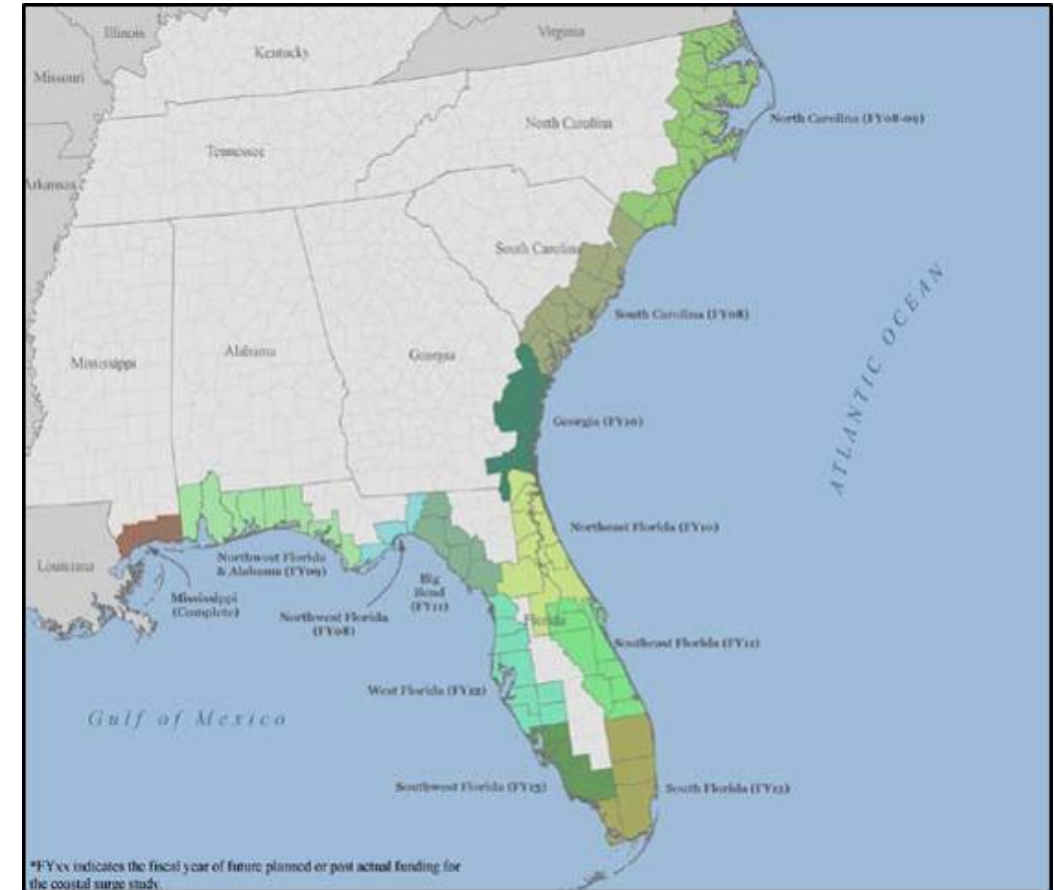 Illinois
Virginia
Kentucky
Missouri
North Carolina
North Carolina (FY08-09)
Tennessee
Arkansas
South Carolina
South Carolina (FY08)
Mississippi
Alabama
Georgia
ATLANTIC OCEAN
Georgia (FY10)
Northeast Florida (FY10)
Louisiana
Northwest Florida
& Alabama (FY09)
Mississippi
(Complete)
Big
Bend
(FY11)
Northwest Florida
(FY08)
Florida
Southeast Florida (FY11)
West Florida (FY12)
Gulf of Mexico
Southwest Florida
South Florida
*FYxx indicates the fiscal year of future planned or past actual funding for
the coastal surge study.